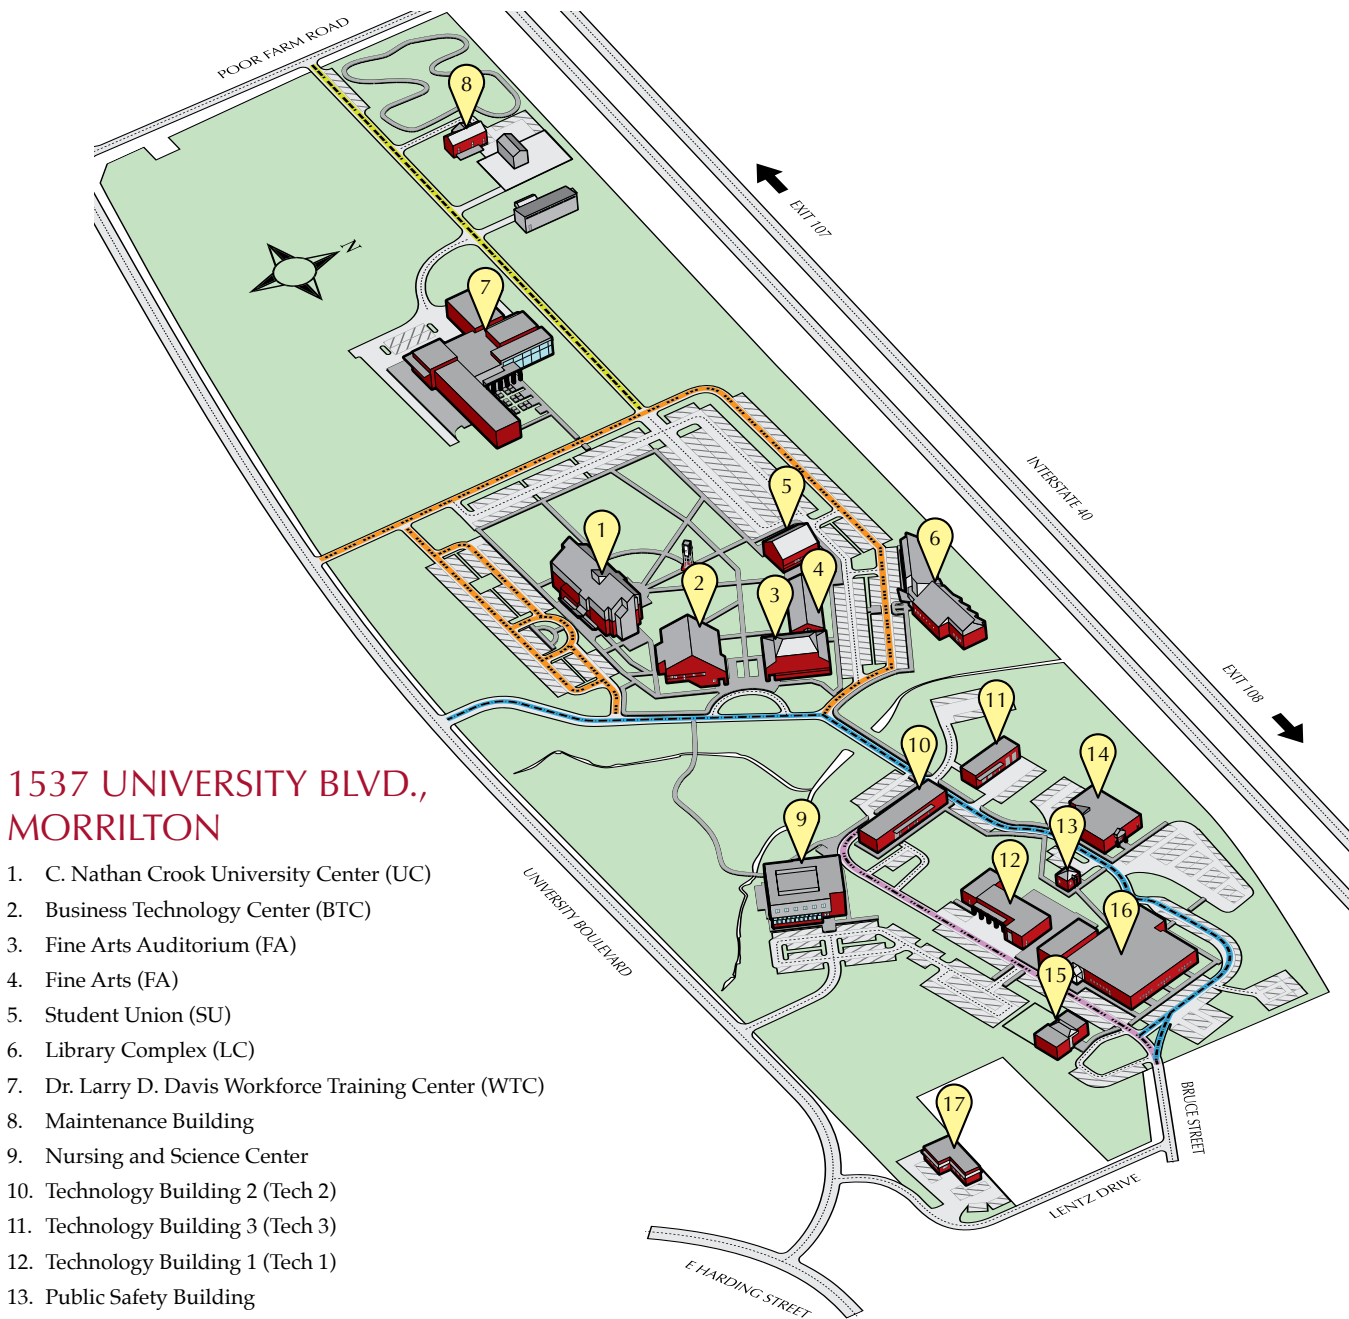 POOR FARM ROAD
8
EXIT 107
N
7
INTERSTATE 40
5
1
6
4
2
3
EXIT 108
11
10
14
1537 UNIVERSITY BLVD.,
MORRILTON
9
13
12
1. C. Nathan Crook University Center (UC)
2. Business Technology Center (BTC)
3. Fine Arts Auditorium (FA)
4. Fine Arts (FA)
5. Student Union (SU)
6. Library Complex (LC)
7. Dr. Larry D. Davis Workforce Training Center (WTC)
8. Maintenance Building
9. Nursing and Science Center
10. Technology Building 2 (Tech 2)
11. Technology Building 3 (Tech 3)
12. Technology Building 1 (Tech 1)
13. Public Safety Building
UNIVERSITY BOULEVARD
16
15
17
BRUCE STREET
LENTZ DRIVE
E HARDING STREET